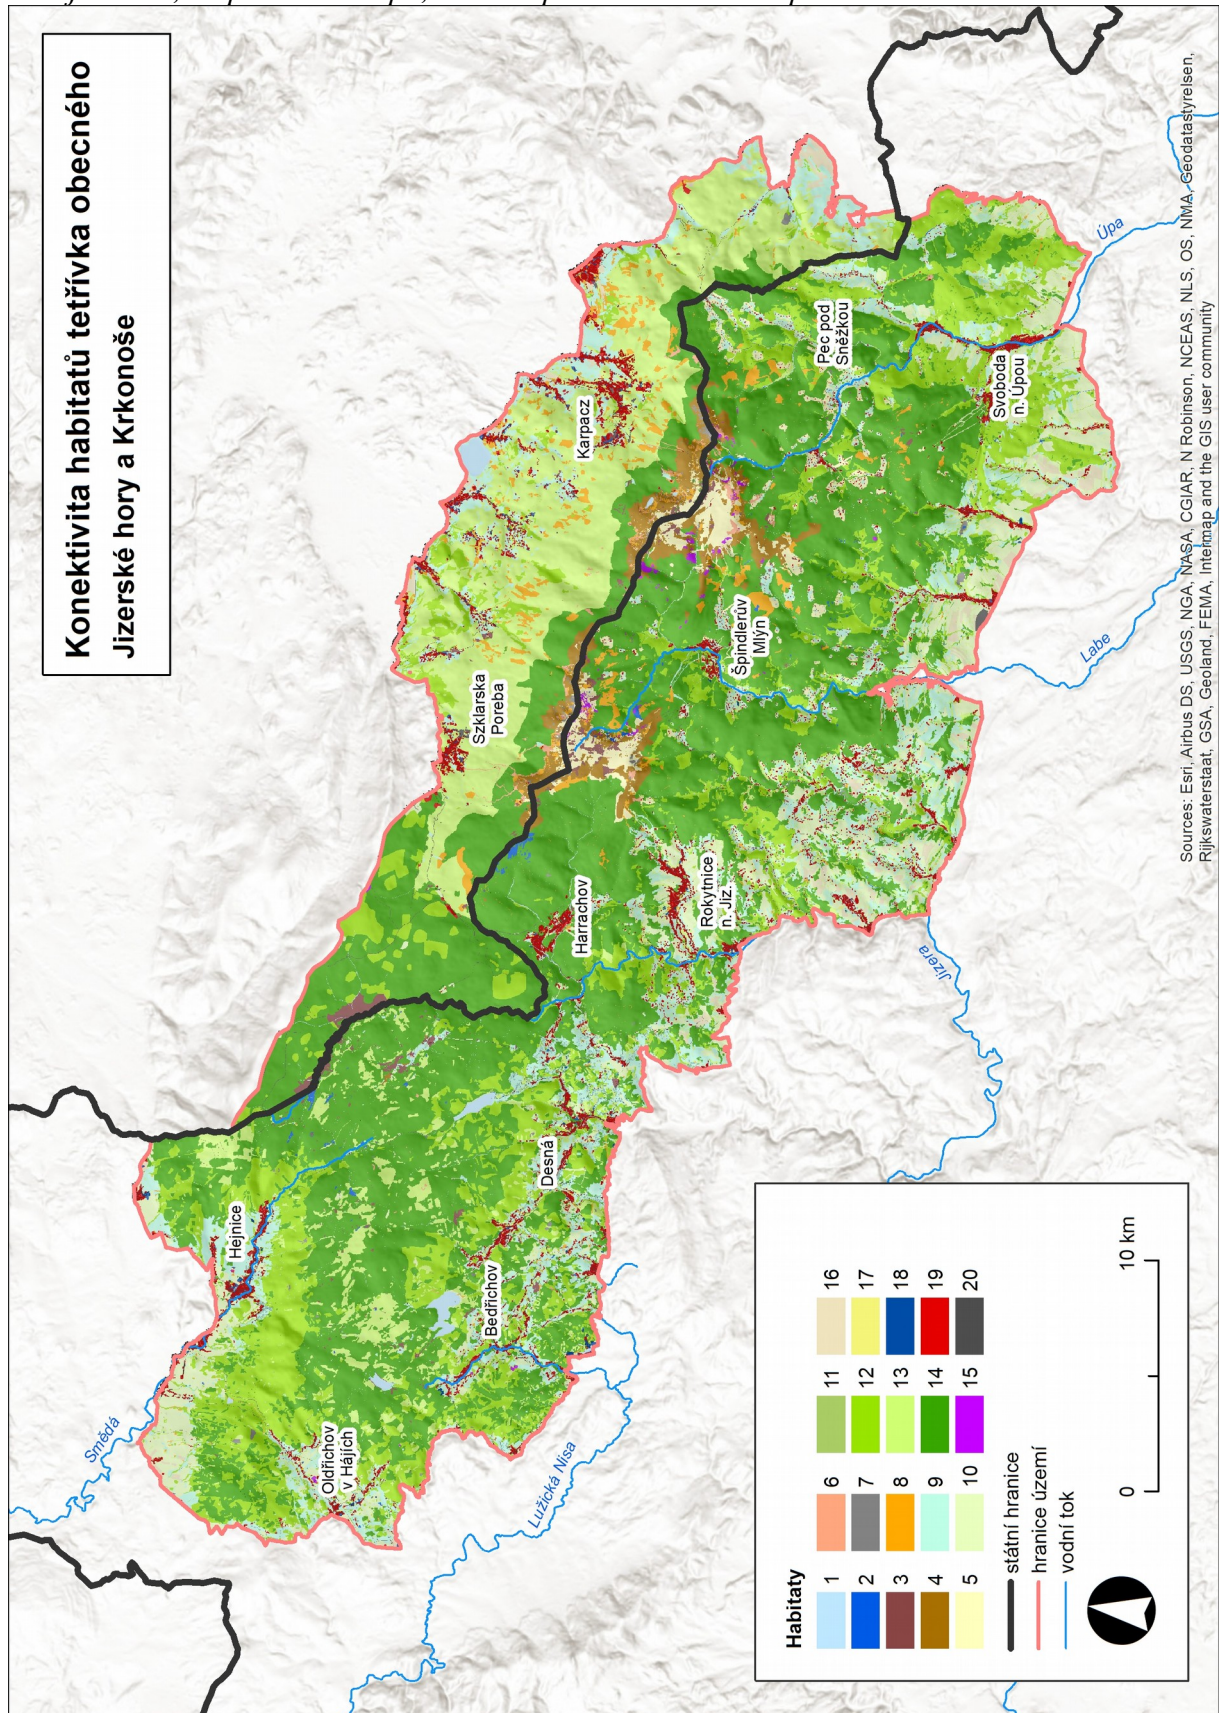 Konektivita habitatů tetřívka obecného
Jizerské hory a Krkonoše
Smědá
Hejnice
Oldřichov
v Hájích
Lužická Nisa
Bedřichov
Desná
Harrachov
Rokytnice
n. Jiz.
Jizera
Szklarska
Poreba
Špindlerův
Mlýn
Labe
Karpacz
Pec pod
Sněžkou
Svoboda
n. Úpou
Úpa
Habitaty
1
2
3
4
5
6
7
8
9
10
11
12
13
14
15
16
17
18
19
20
státní hranice
hranice území
vodní tok
0
10 km
Sources: Esri, Airbus DS, USGS, NGA, NASA, CGIAR, N Robinson, NCEAS, NLS, OS, NMA, Geodatastyrelsen,
Rijkswaterstaat, GSA, Geoland, FEMA, Intermap and the GIS user community